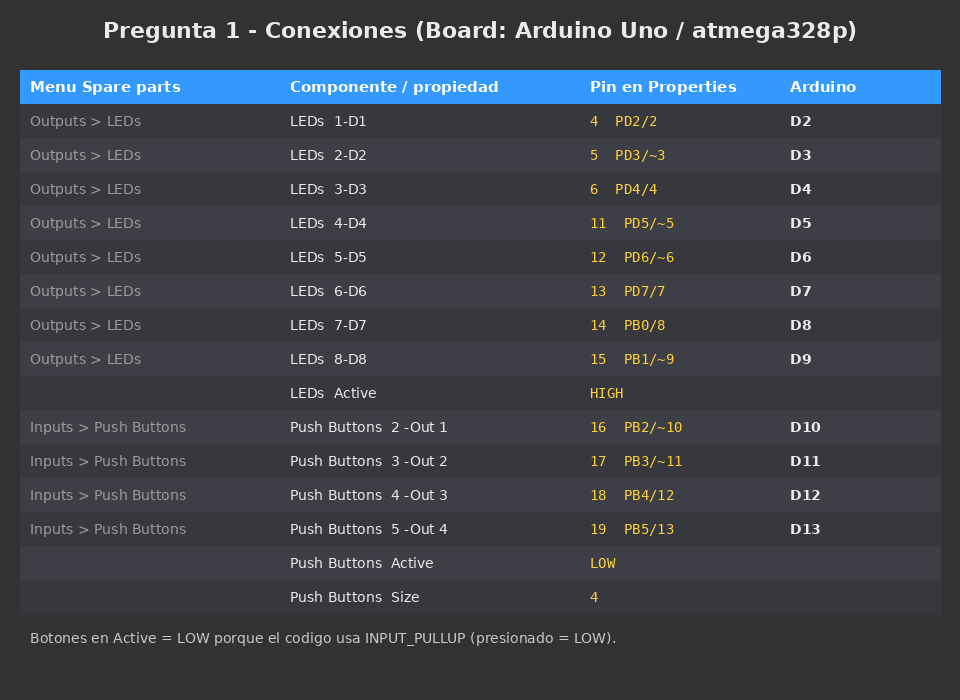 Pregunta 1 - Conexiones (Board: Arduino Uno / atmega328p)
Menu Spare parts Componente / propiedad Pin en Properties Arduino
Outputs > LEDs LEDs 1-D1 4 PD2/2 D2
Outputs > LEDs LEDs 2-D2 5 PD3/~3 D3
Outputs > LEDs LEDs 3-D3 6 PD4/4 D4
Outputs > LEDs LEDs 4-D4 11 PD5/~5 D5
Outputs > LEDs LEDs 5-D5 12 PD6/~6 D6
Outputs > LEDs LEDs 6-D6 13 PD7/7 D7
Outputs > LEDs LEDs 7-D7 14 PB0/8 D8
Outputs > LEDs LEDs 8-D8 15 PB1/~9 D9
LEDs Active HIGH
Inputs > Push Buttons Push Buttons 2 -Out 1 16 PB2/~10 D10
Inputs > Push Buttons Push Buttons 3 -Out 2 17 PB3/~11 D11
Inputs > Push Buttons Push Buttons 4 -Out 3 18 PB4/12 D12
Inputs > Push Buttons Push Buttons 5 -Out 4 19 PB5/13 D13
Push Buttons Active LOW
Push Buttons Size 4
Botones en Active = LOW porque el codigo usa INPUT_PULLUP (presionado = LOW).